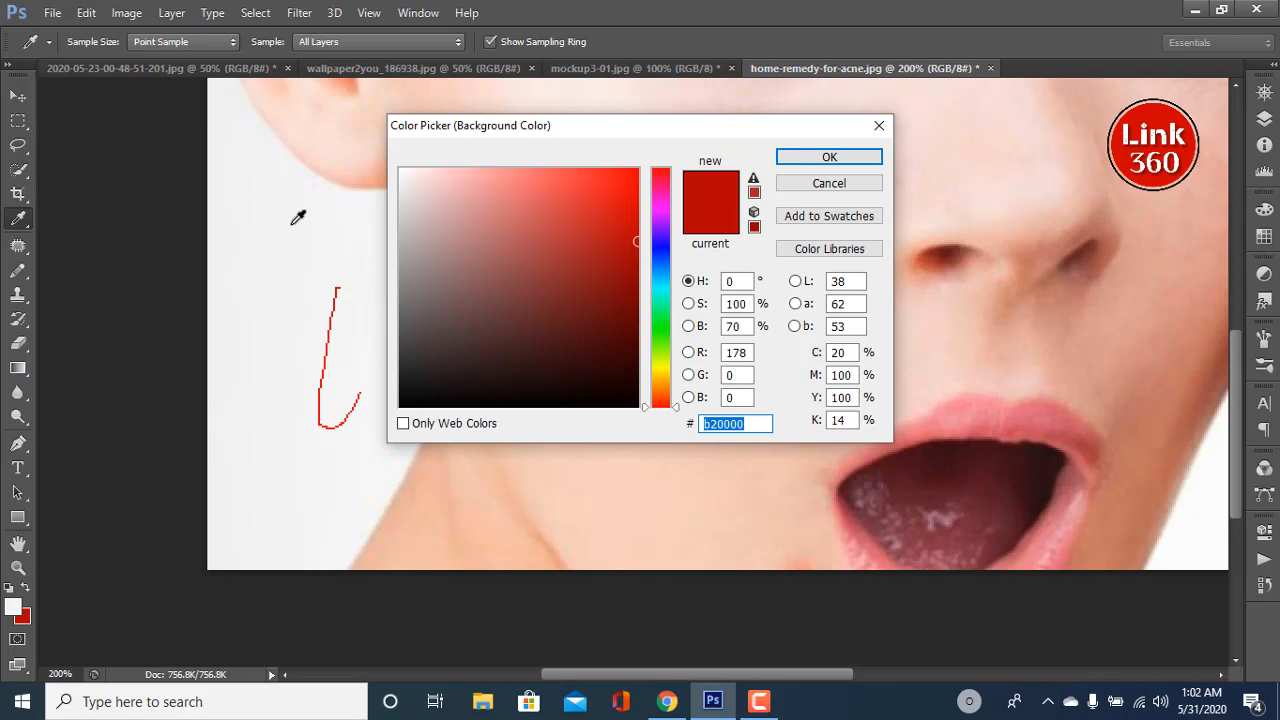 Ps File Edit Image Layer Type Select Filter 3D View Window Help
Sample Size: Point Sample Sample: All Layers Show Sampling Ring Essentials
2020-05-23-00-48-51-201.jpg @ 50% (RGB/8#) * × wallpaper2you_186938.jpg @ 50% (RGB/8#) × mockup3-01.jpg @ 100% (RGB/8) * × home-remedy-for-acne.jpg @ 200% (RGB/8#) * ×
Link
360
Color Picker (Background Color)
new
current
OK
Cancel
Add to Swatches
Color Libraries
H: 0 ° L: 38
S: 100 % a: 62
B: 70 % b: 53
R: 178 C: 20 %
G: 0 M: 100 %
B: 0 Y: 100 %
# b20000 K: 14 %
Only Web Colors
200% Doc: 756.8K/756.8K
Type here to search
1:02 AM
5/31/2020
4